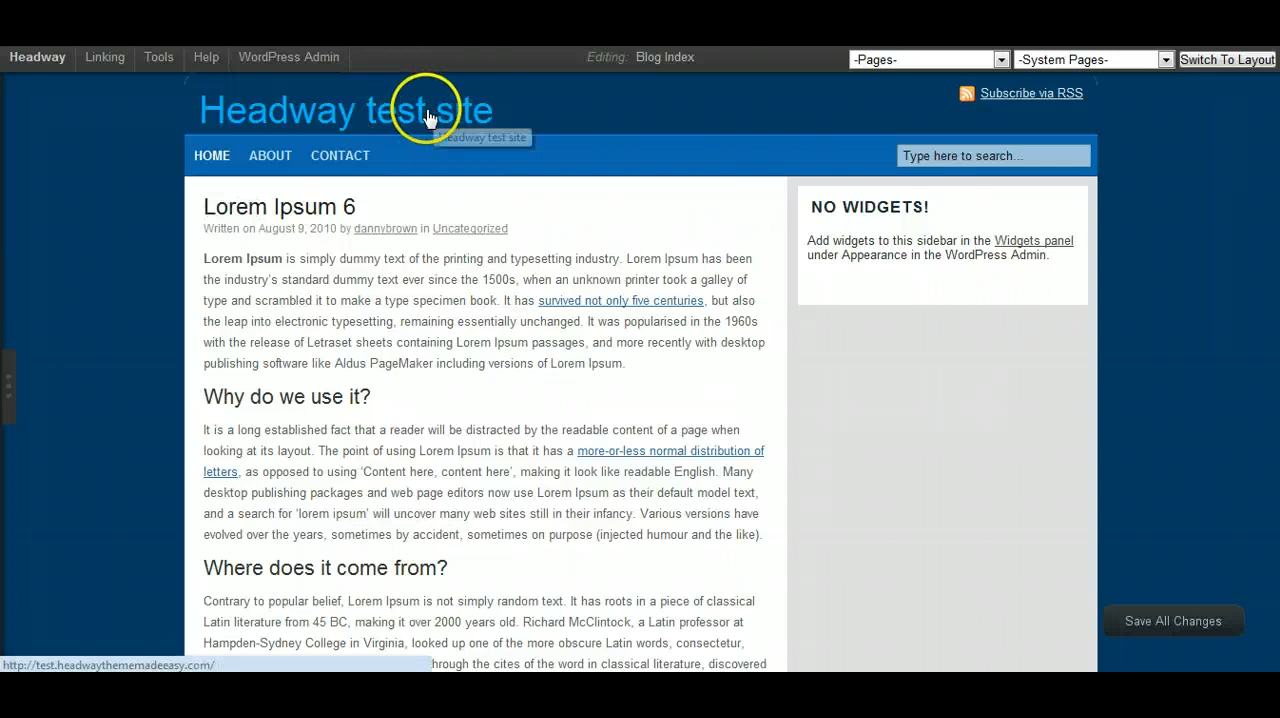 Headway Linking Tools Help WordPress Admin Editing: Blog Index -Pages- -System Pages- Switch To Layout
Headway test site
Subscribe via RSS
Headway test site
HOME ABOUT CONTACT
Type here to search...
Lorem Ipsum 6
Written on August 9, 2010 by dannybrown in Uncategorized
Lorem Ipsum is simply dummy text of the printing and typesetting industry. Lorem Ipsum has been
the industry's standard dummy text ever since the 1500s, when an unknown printer took a galley of
type and scrambled it to make a type specimen book. It has survived not only five centuries, but also
the leap into electronic typesetting, remaining essentially unchanged. It was popularised in the 1960s
with the release of Letraset sheets containing Lorem Ipsum passages, and more recently with desktop
publishing software like Aldus PageMaker including versions of Lorem Ipsum.
Why do we use it?
It is a long established fact that a reader will be distracted by the readable content of a page when
looking at its layout. The point of using Lorem Ipsum is that it has a more-or-less normal distribution of
letters, as opposed to using ‘Content here, content here’, making it look like readable English. Many
desktop publishing packages and web page editors now use Lorem Ipsum as their default model text,
and a search for ‘lorem ipsum’ will uncover many web sites still in their infancy. Various versions have
evolved over the years, sometimes by accident, sometimes on purpose (injected humour and the like).
Where does it come from?
Contrary to popular belief, Lorem Ipsum is not simply random text. It has roots in a piece of classical
Latin literature from 45 BC, making it over 2000 years old. Richard McClintock, a Latin professor at
Hampden-Sydney College in Virginia, looked up one of the more obscure Latin words, consectetur,
through the cites of the word in classical literature, discovered
NO WIDGETS!
Add widgets to this sidebar in the Widgets panel
under Appearance in the WordPress Admin.
Save All Changes
http://test.headwaythememadeeasy.com/